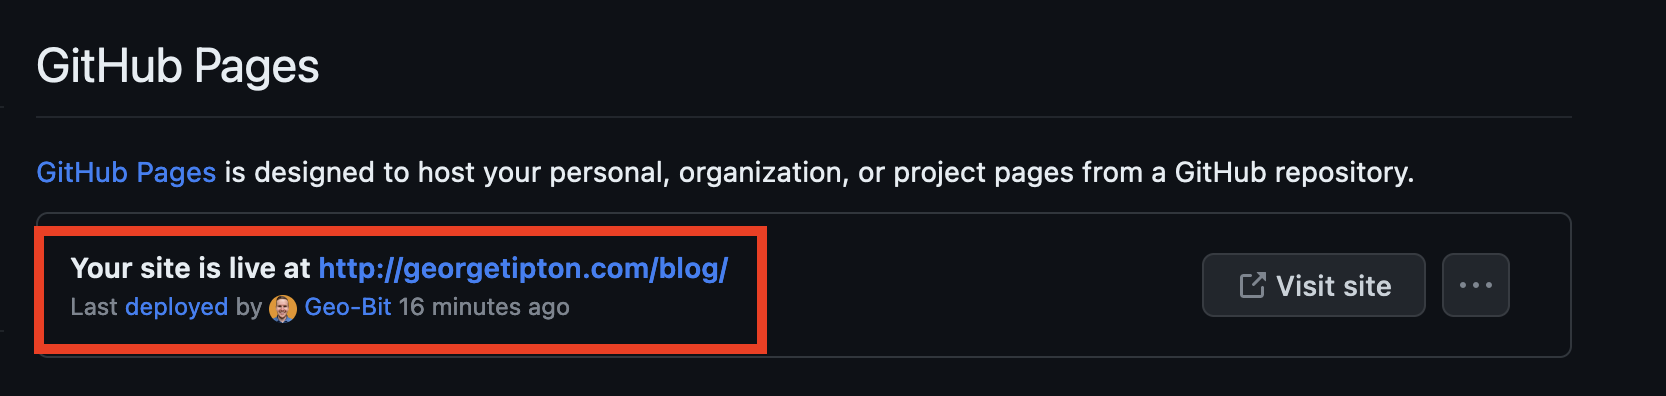 GitHub Pages
GitHub Pages is designed to host your personal, organization, or project pages from a GitHub repository.
Your site is live at http://georgetipton.com/blog/
Last deployed by Geo-Bit 16 minutes ago
Visit site